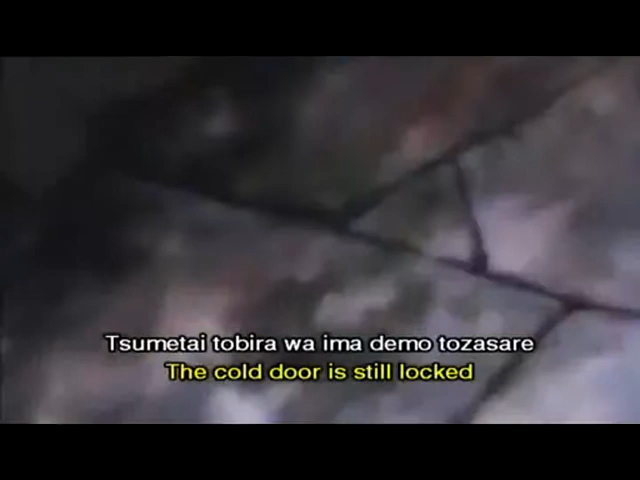 Tsumetai tobira wa ima demo tozasare
The cold door is still locked